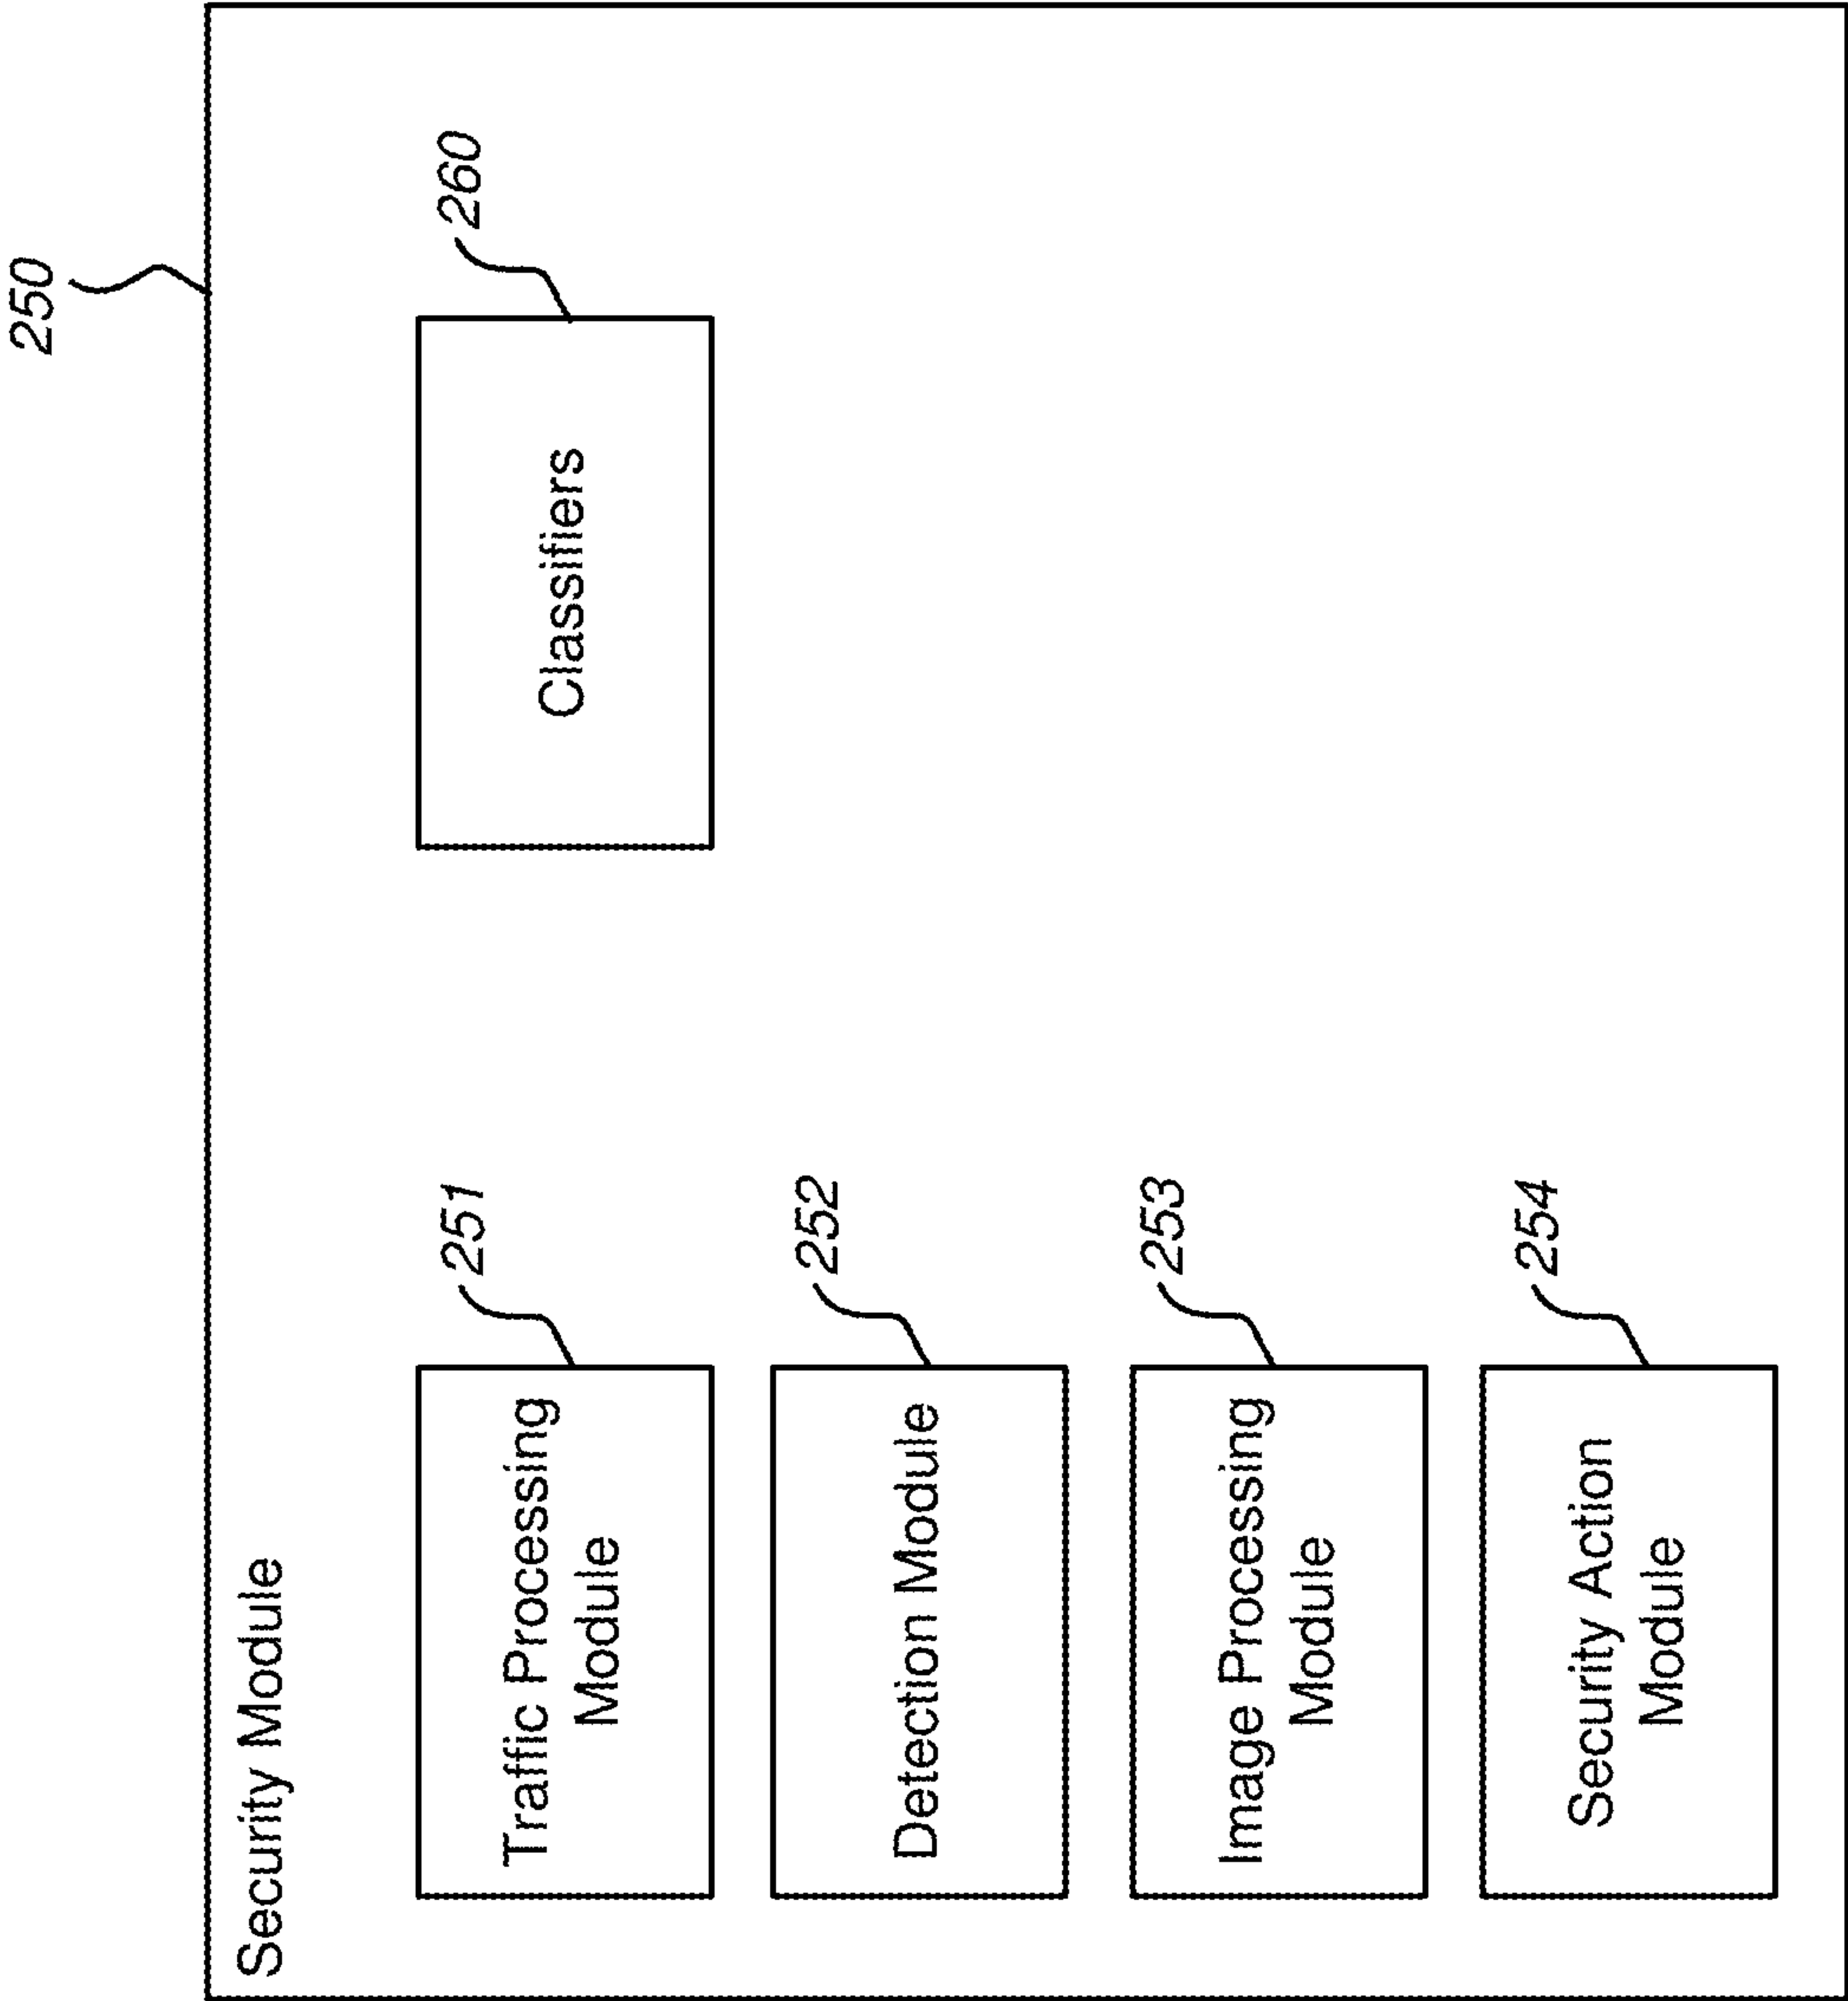 250
Security Module
Traffic Processing
Module
251
Classifiers
260
Detection Module
252
Image Processing
Module
253
Security Action
Module
254